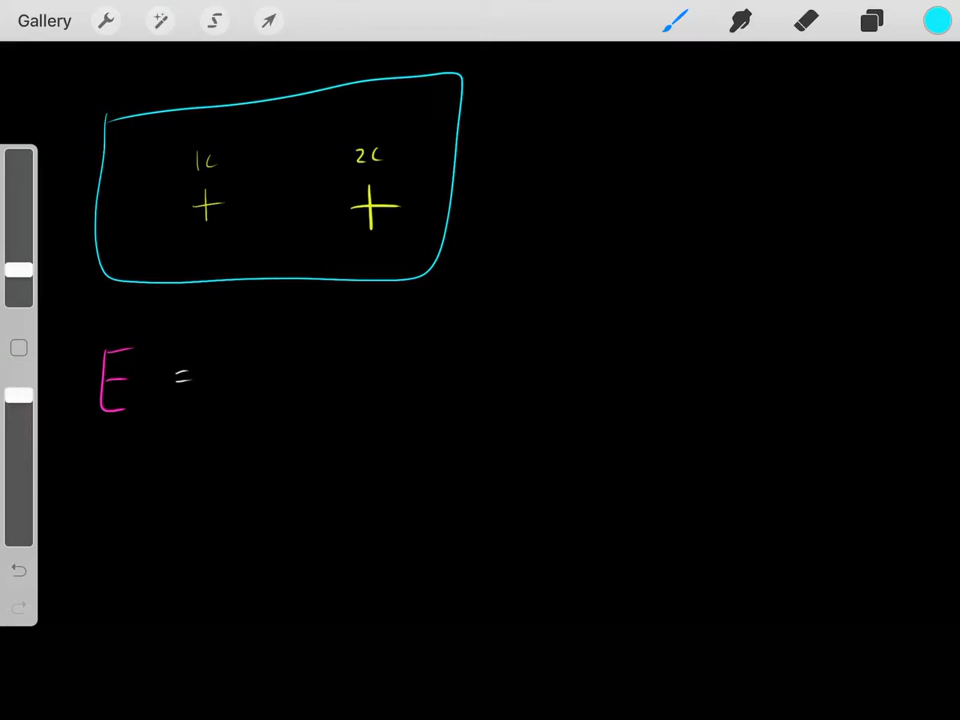 Gallery
1C 2C
+ +
E =